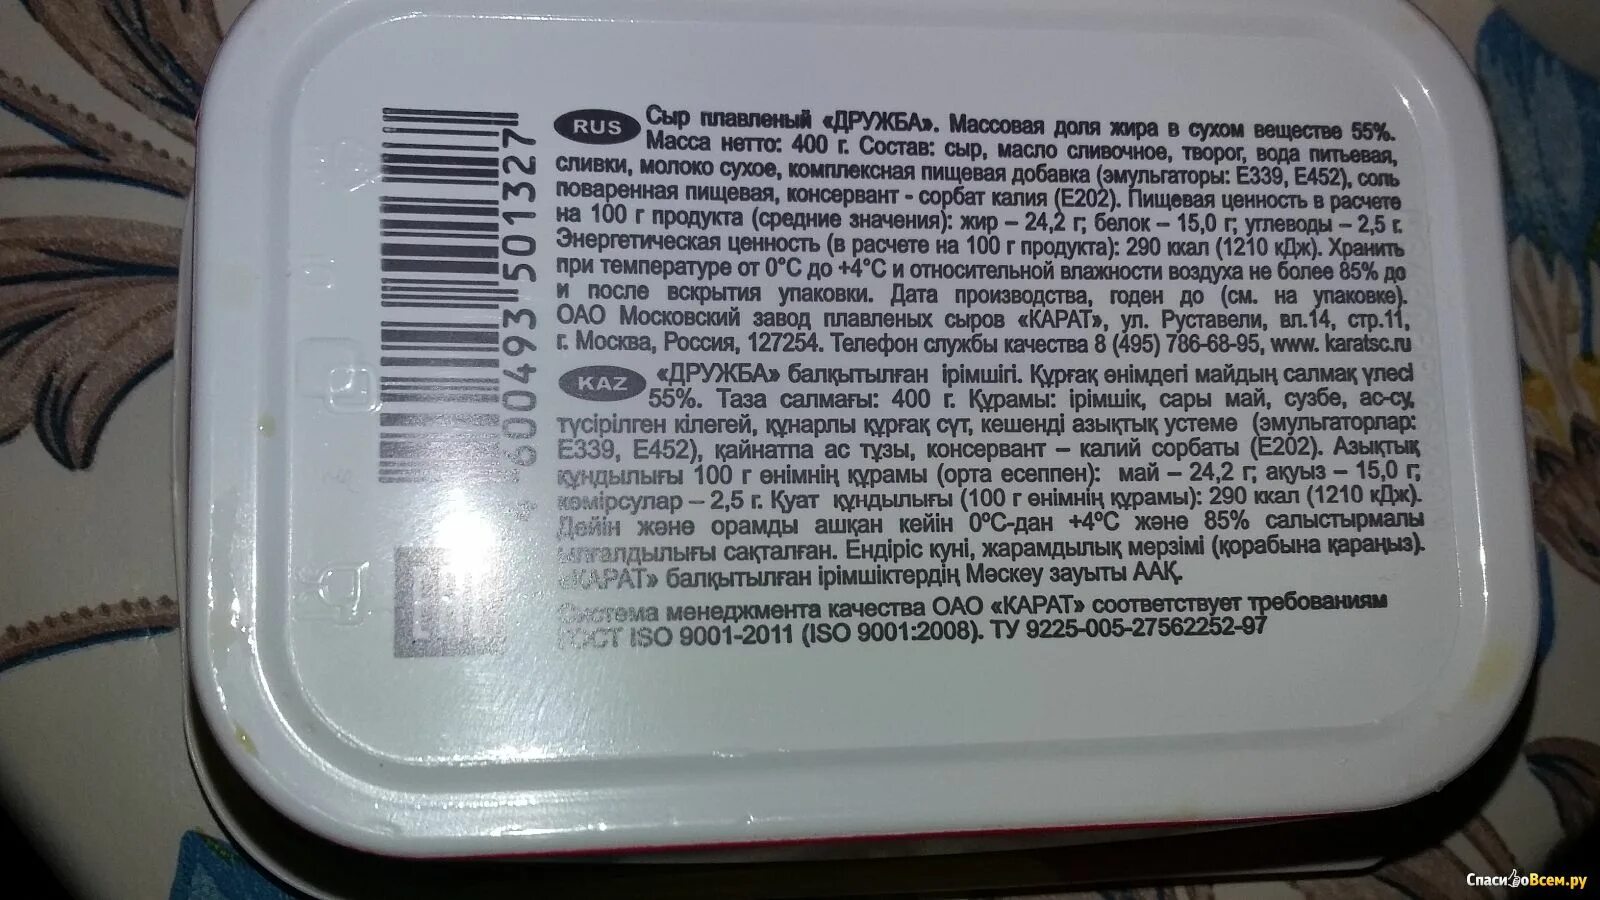 RUS
Сыр плавленый «ДРУЖБА». Массовая доля жира в сухом веществе 55%.
Масса нетто: 400 г. Состав: сыр, масло сливочное, творог, вода питьевая,
сливки, молоко сухое, комплексная пищевая добавка (эмульгаторы: Е339, Е452), соль
поваренная пищевая, консервант - сорбат калия (Е202). Пищевая ценность в расчете
на 100 г продукта (средние значения): жир – 24,2 г; белок – 15,0 г; углеводы – 2,5 г.
Энергетическая ценность (в расчете на 100 г продукта): 290 ккал (1210 кДж). Хранить
при температуре от 0°С до +4°С и относительной влажности воздуха не более 85% до
и после вскрытия упаковки. Дата производства, годен до (см. на упаковке).
ОАО Московский завод плавленых сыров «КАРАТ», ул. Руставели, вл.14, стр.11,
г. Москва, Россия, 127254. Телефон службы качества 8 (495) 786-68-95, www. karatsc.ru
KAZ
«ДРУЖБА» балқытылған ірімшігі. Құрғақ өнімдегі майдың салмақ үлесі
55%. Таза салмағы: 400 г. Құрамы: ірімшік, сары май, сузбе, ас-су,
түсірілген кілегей, құнарлы құрғақ сүт, кешенді азықтық устеме (эмульгаторлар:
Е339, Е452), қайнатпа ас тұзы, консервант – калий сорбаты (Е202). Азықтық
құндылығы 100 г өнімнің құрамы (орта есеппен): май – 24,2 г; ақуыз – 15,0 г;
көмірсулар – 2,5 г. Қуат құндылығы (100 г өнімнің құрамы): 290 ккал (1210 кДж).
Дейін және орамды ашқан кейін 0°С-дан +4°С және 85% салыстырмалы
ылғалдылығы сақталған. Ендіріс куні, жарамдылық мерзімі (қорабына қараңыз).
«КАРАТ» балқытылған ірімшіктердің Мәскеу зауыты ААҚ.
Система менеджмента качества ОАО «КАРАТ» соответствует требованиям
ГОСТ ISO 9001-2011 (ISO 9001:2008). ТУ 9225-005-27562252-97
4 600493 501327
СпасибоВсем.ру